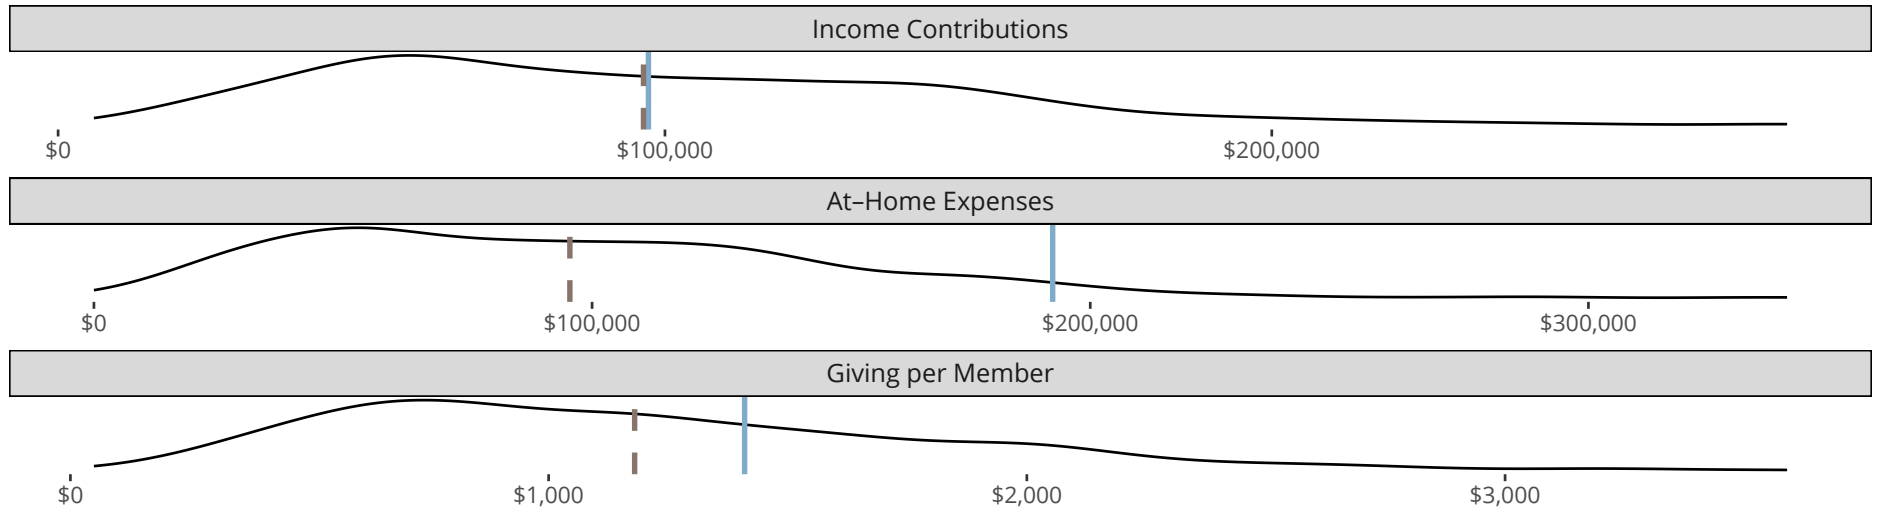 Income Contributions
$0 $100,000 $200,000
At–Home Expenses
$0 $100,000 $200,000 $300,000
Giving per Member
$0 $1,000 $2,000 $3,000